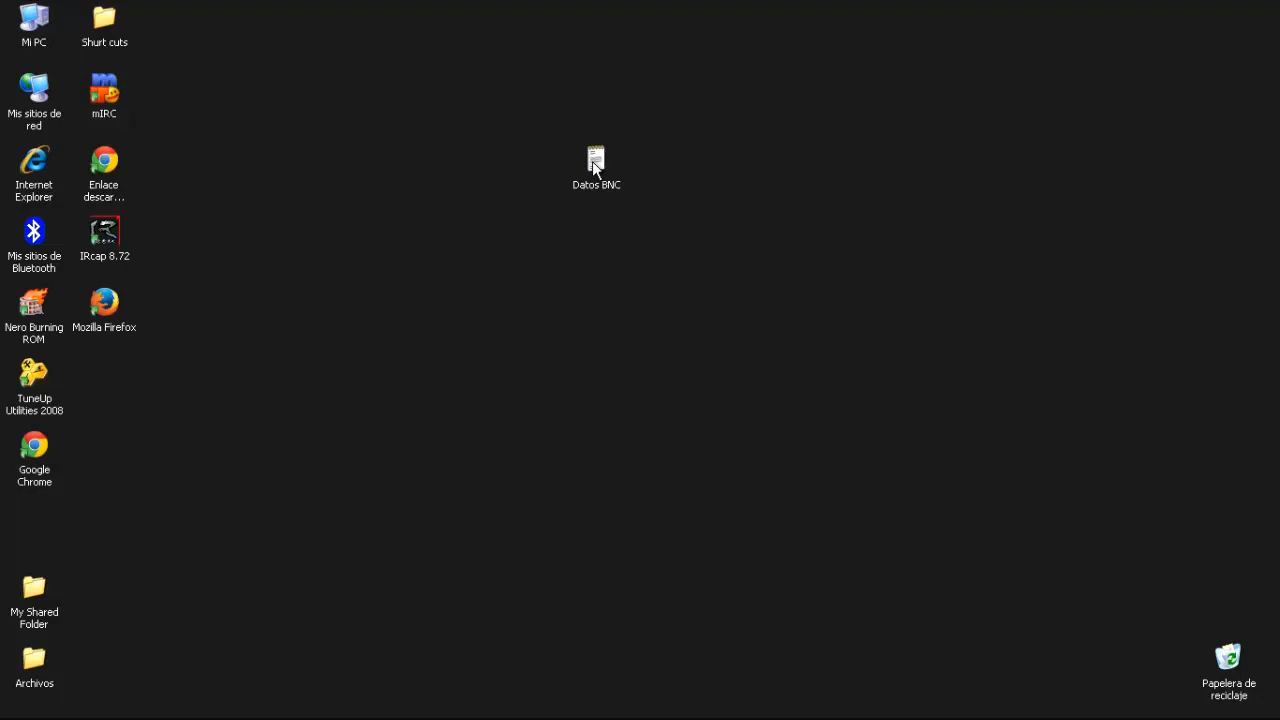 Mi PC
Shurt cuts
Mis sitios de
red
mIRC
Internet
Explorer
Enlace
descar...
Datos BNC
Mis sitios de
Bluetooth
IRcap 8.72
Nero Burning
ROM
Mozilla Firefox
TuneUp
Utilities 2008
Google
Chrome
My Shared
Folder
Archivos
Papelera de
reciclaje